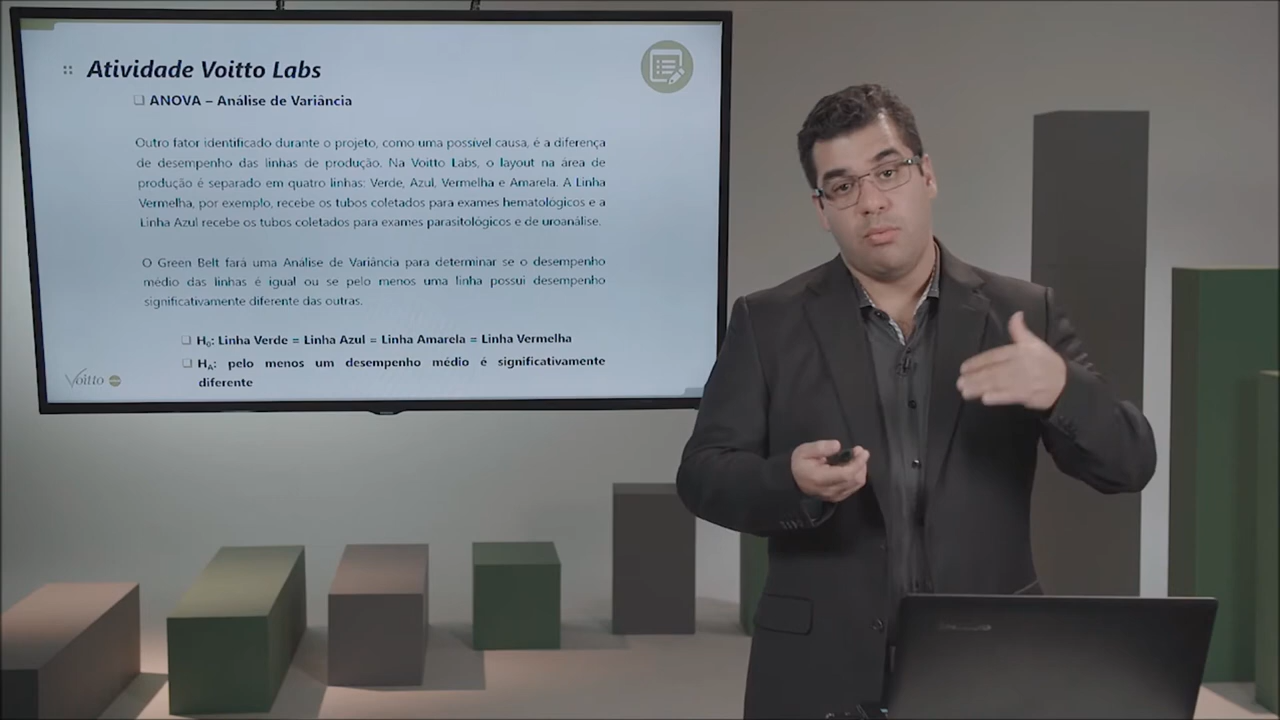 Atividade Voitto Labs
❑ ANOVA – Análise de Variância
Outro fator identificado durante o projeto, como uma possível causa, é a diferença
de desempenho das linhas de produção. Na Voitto Labs, o layout na área de
produção é separado em quatro linhas: Verde, Azul, Vermelha e Amarela. A Linha
Vermelha, por exemplo, recebe os tubos coletados para exames hematológicos e a
Linha Azul recebe os tubos coletados para exames parasitológicos e de uroanálise.
O Green Belt fará uma Análise de Variância para determinar se o desempenho
médio das linhas é igual ou se pelo menos uma linha possui desempenho
significativamente diferente das outras.
❑ H₀: Linha Verde = Linha Azul = Linha Amarela = Linha Vermelha
❑ Hᴀ: pelo menos um desempenho médio é significativamente
diferente
Voitto